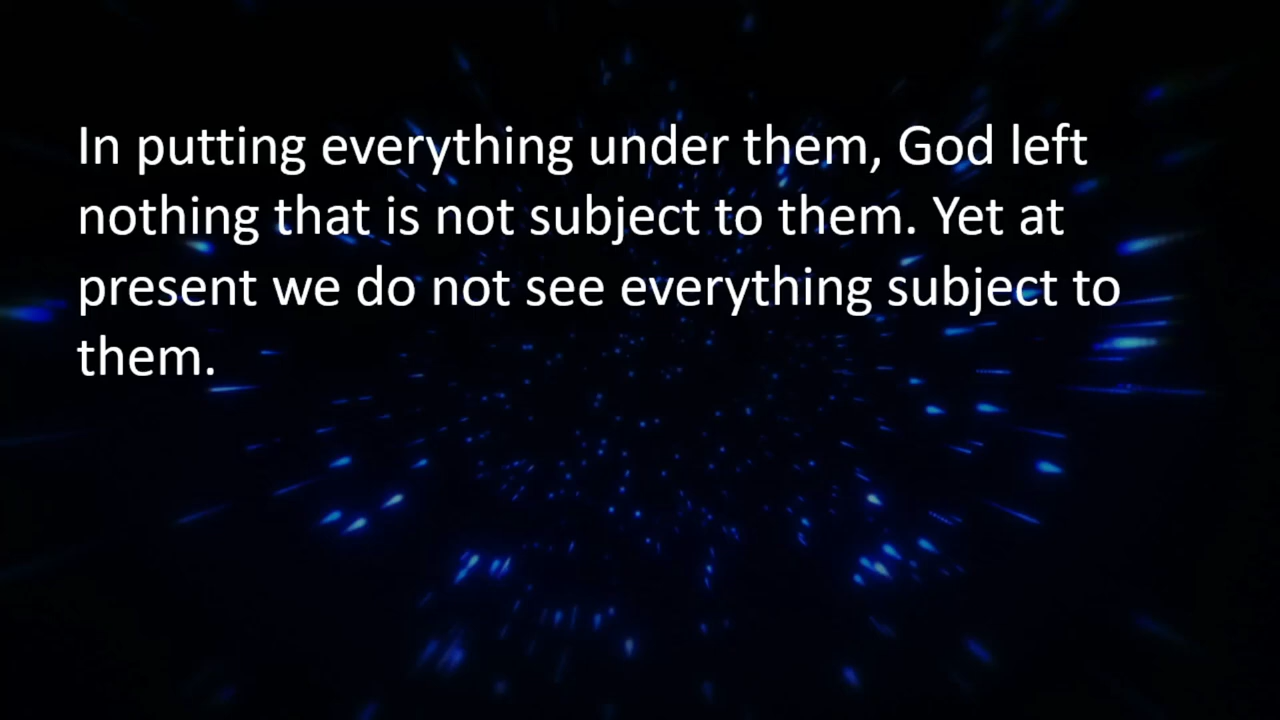 In putting everything under them, God left
nothing that is not subject to them. Yet at
present we do not see everything subject to
them.